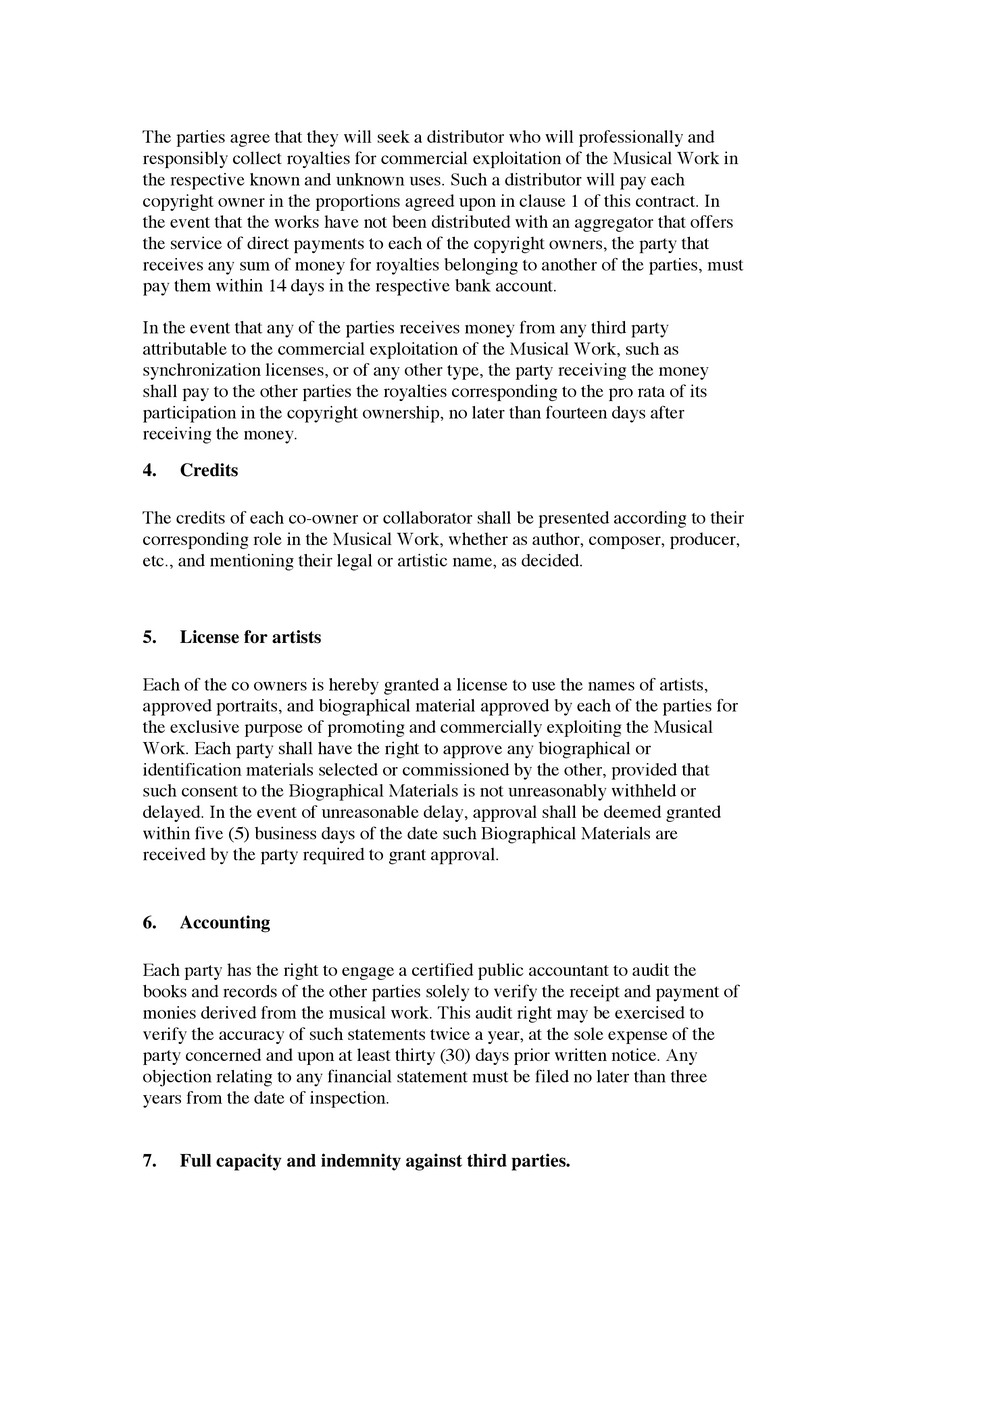 The parties agree that they will seek a distributor who will professionally and
responsibly collect royalties for commercial exploitation of the Musical Work in
the respective known and unknown uses. Such a distributor will pay each
copyright owner in the proportions agreed upon in clause 1 of this contract. In
the event that the works have not been distributed with an aggregator that offers
the service of direct payments to each of the copyright owners, the party that
receives any sum of money for royalties belonging to another of the parties, must
pay them within 14 days in the respective bank account.
In the event that any of the parties receives money from any third party
attributable to the commercial exploitation of the Musical Work, such as
synchronization licenses, or of any other type, the party receiving the money
shall pay to the other parties the royalties corresponding to the pro rata of its
participation in the copyright ownership, no later than fourteen days after
receiving the money.
4. Credits
The credits of each co-owner or collaborator shall be presented according to their
corresponding role in the Musical Work, whether as author, composer, producer,
etc., and mentioning their legal or artistic name, as decided.
5. License for artists
Each of the co owners is hereby granted a license to use the names of artists,
approved portraits, and biographical material approved by each of the parties for
the exclusive purpose of promoting and commercially exploiting the Musical
Work. Each party shall have the right to approve any biographical or
identification materials selected or commissioned by the other, provided that
such consent to the Biographical Materials is not unreasonably withheld or
delayed. In the event of unreasonable delay, approval shall be deemed granted
within five (5) business days of the date such Biographical Materials are
received by the party required to grant approval.
6. Accounting
Each party has the right to engage a certified public accountant to audit the
books and records of the other parties solely to verify the receipt and payment of
monies derived from the musical work. This audit right may be exercised to
verify the accuracy of such statements twice a year, at the sole expense of the
party concerned and upon at least thirty (30) days prior written notice. Any
objection relating to any financial statement must be filed no later than three
years from the date of inspection.
7. Full capacity and indemnity against third parties.